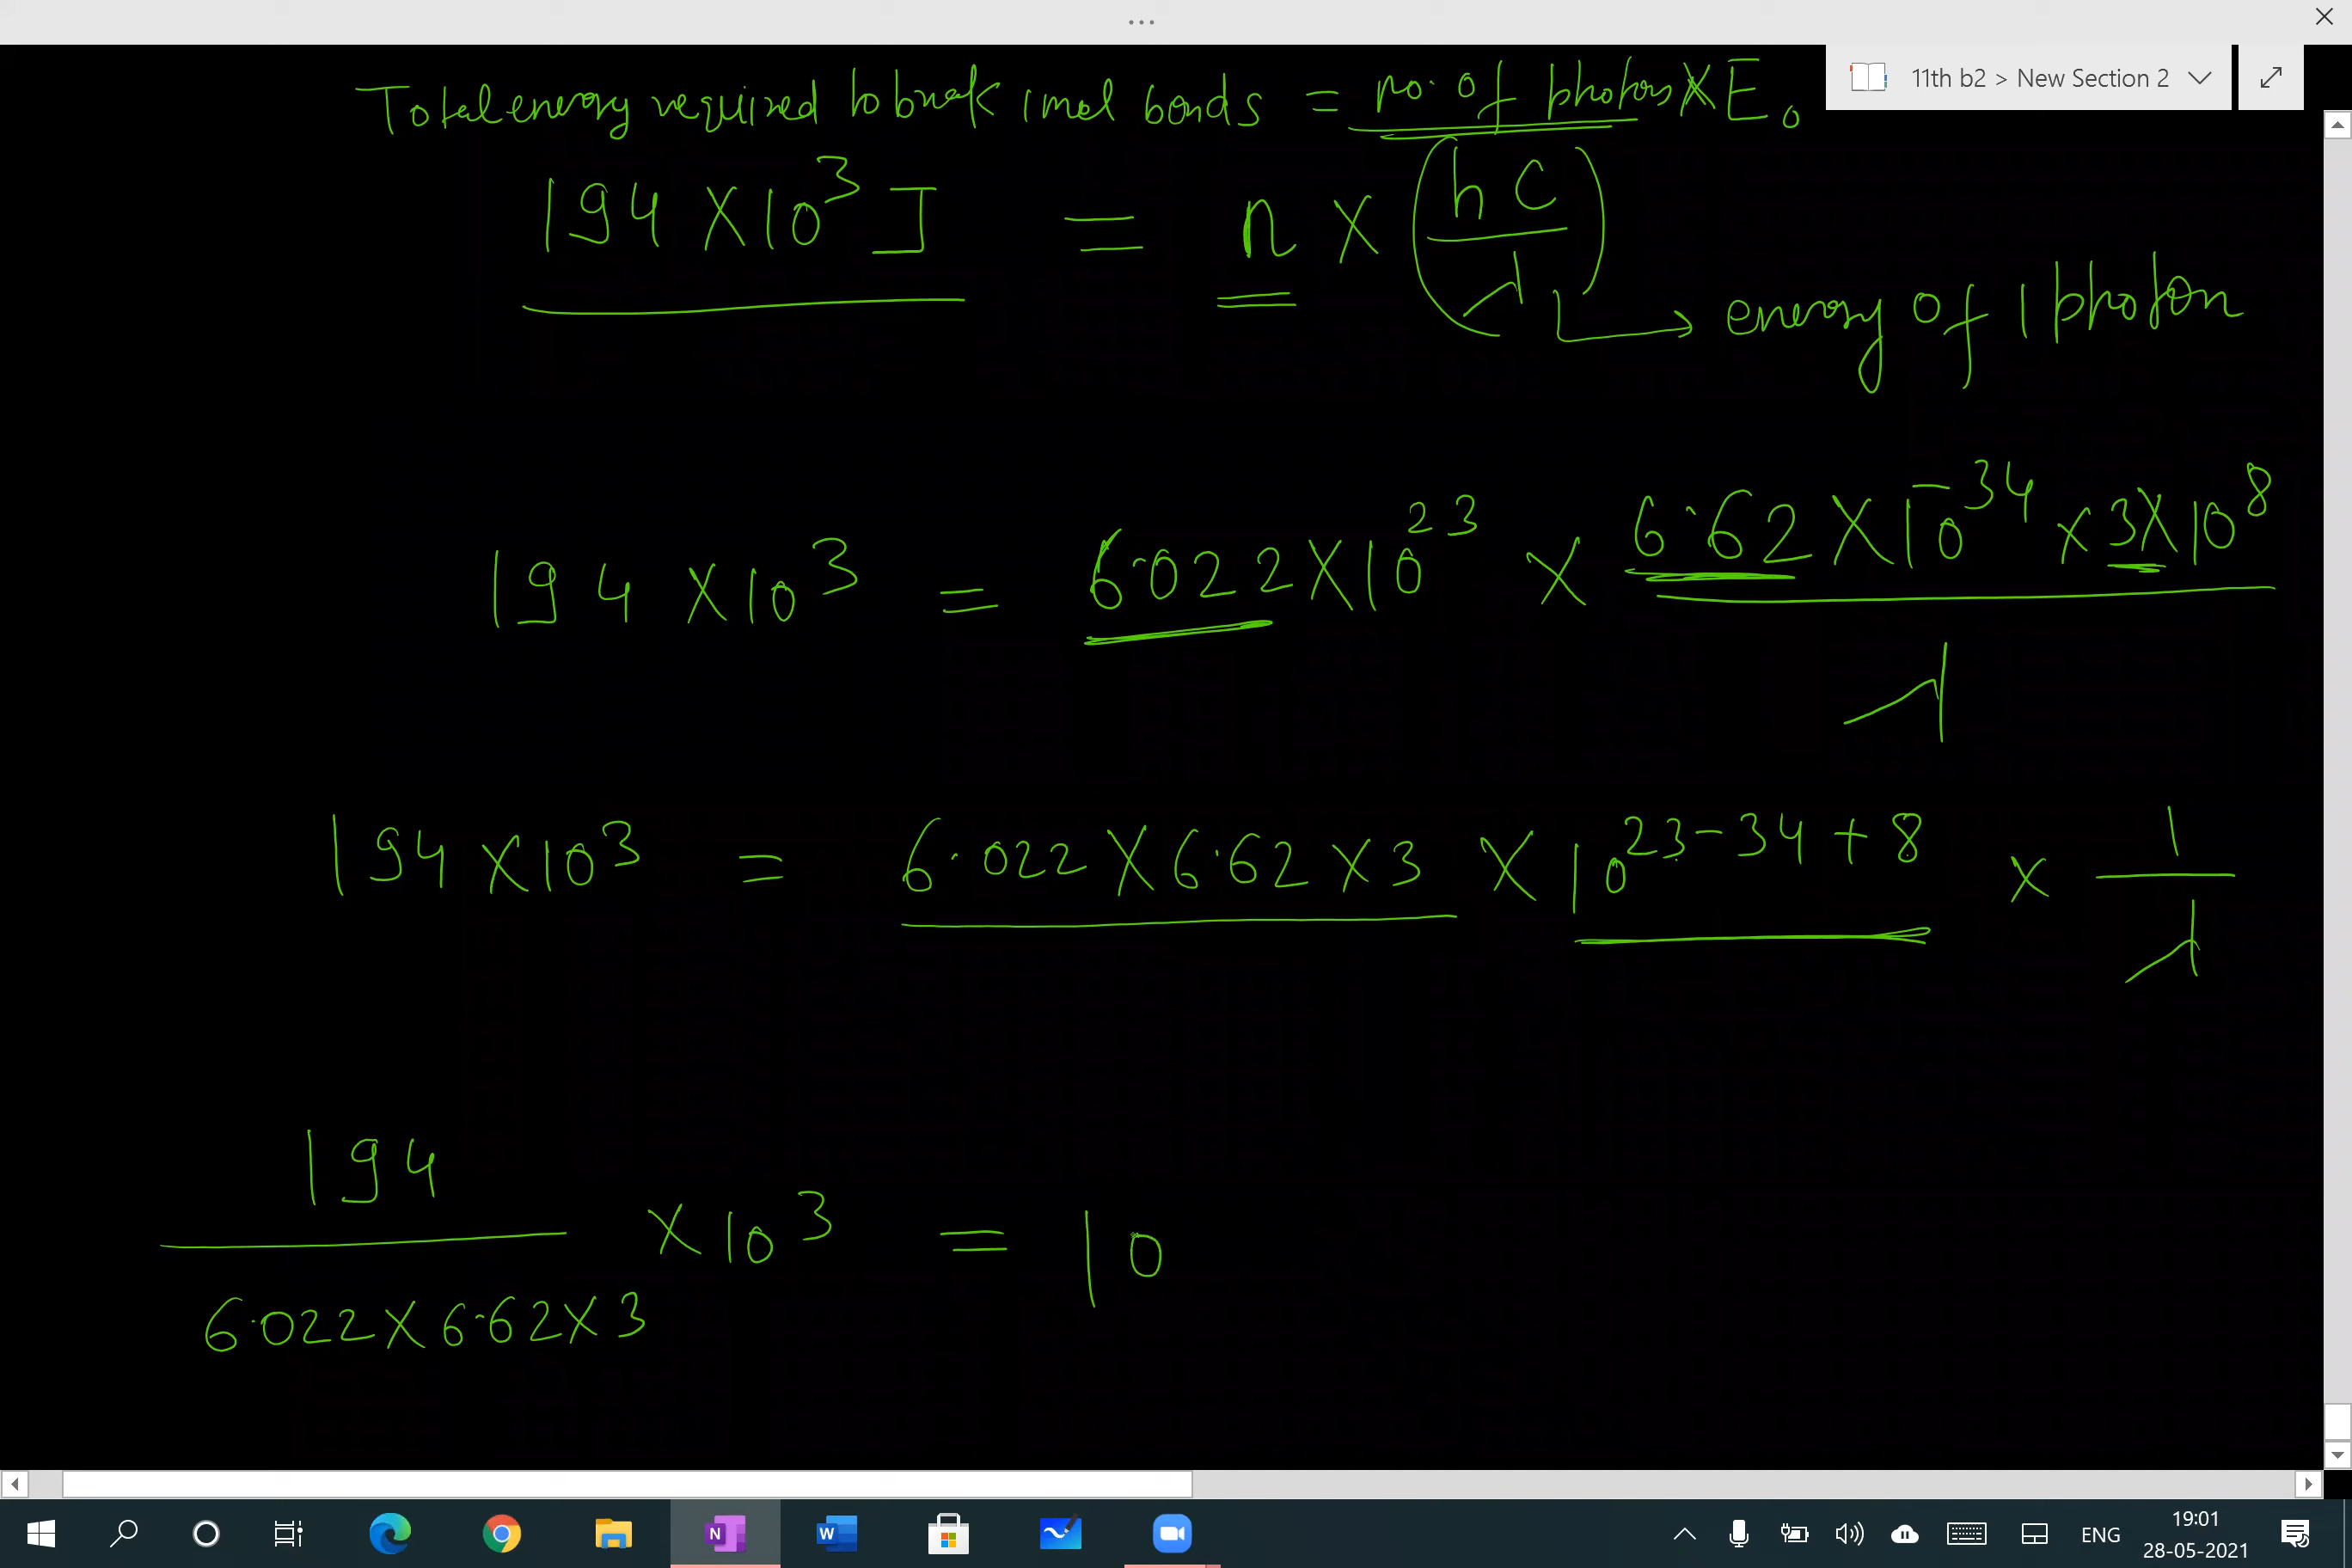 11th b2 > New Section 2
Total energy required to break 1 mol bonds = no. of photons X E₀
194 X 10³ J = n X (hc/λ)
→ energy of 1 photon
194 X 10³ = 6.022 X 10²³ X 6.62 X 10⁻³⁴ x 3 X 10⁸ / λ
194 X 10³ = 6.022 X 6.62 X 3 X 10²³⁻³⁴⁺⁸ x 1/λ
194 / 6.022 X 6.62 X 3 X 10³ = 10
ENG
19:01
28-05-2021